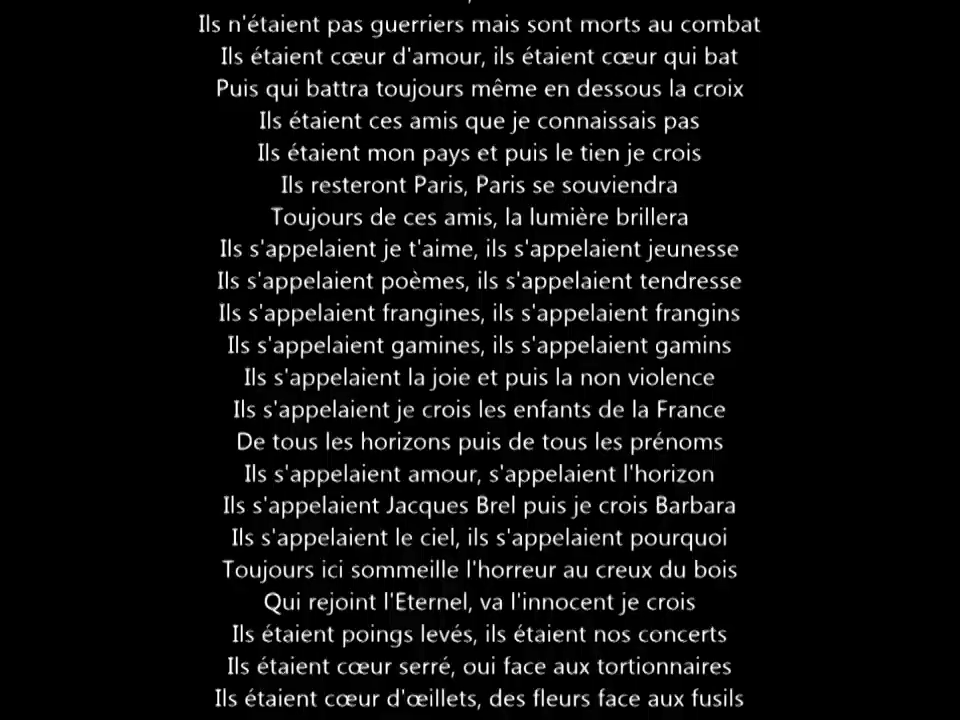 Ils n'étaient pas guerriers mais sont morts au combat
Ils étaient cœur d'amour, ils étaient cœur qui bat
Puis qui battra toujours même en dessous la croix
Ils étaient ces amis que je connaissais pas
Ils étaient mon pays et puis le tien je crois
Ils resteront Paris, Paris se souviendra
Toujours de ces amis, la lumière brillera
Ils s'appelaient je t'aime, ils s'appelaient jeunesse
Ils s'appelaient poèmes, ils s'appelaient tendresse
Ils s'appelaient frangines, ils s'appelaient frangins
Ils s'appelaient gamines, ils s'appelaient gamins
Ils s'appelaient la joie et puis la non violence
Ils s'appelaient je crois les enfants de la France
De tous les horizons puis de tous les prénoms
Ils s'appelaient amour, s'appelaient l'horizon
Ils s'appelaient Jacques Brel puis je crois Barbara
Ils s'appelaient le ciel, ils s'appelaient pourquoi
Toujours ici sommeille l'horreur au creux du bois
Qui rejoint l'Eternel, va l'innocent je crois
Ils étaient poings levés, ils étaient nos concerts
Ils étaient cœur serré, oui face aux tortionnaires
Ils étaient cœur d'œillets, des fleurs face aux fusils